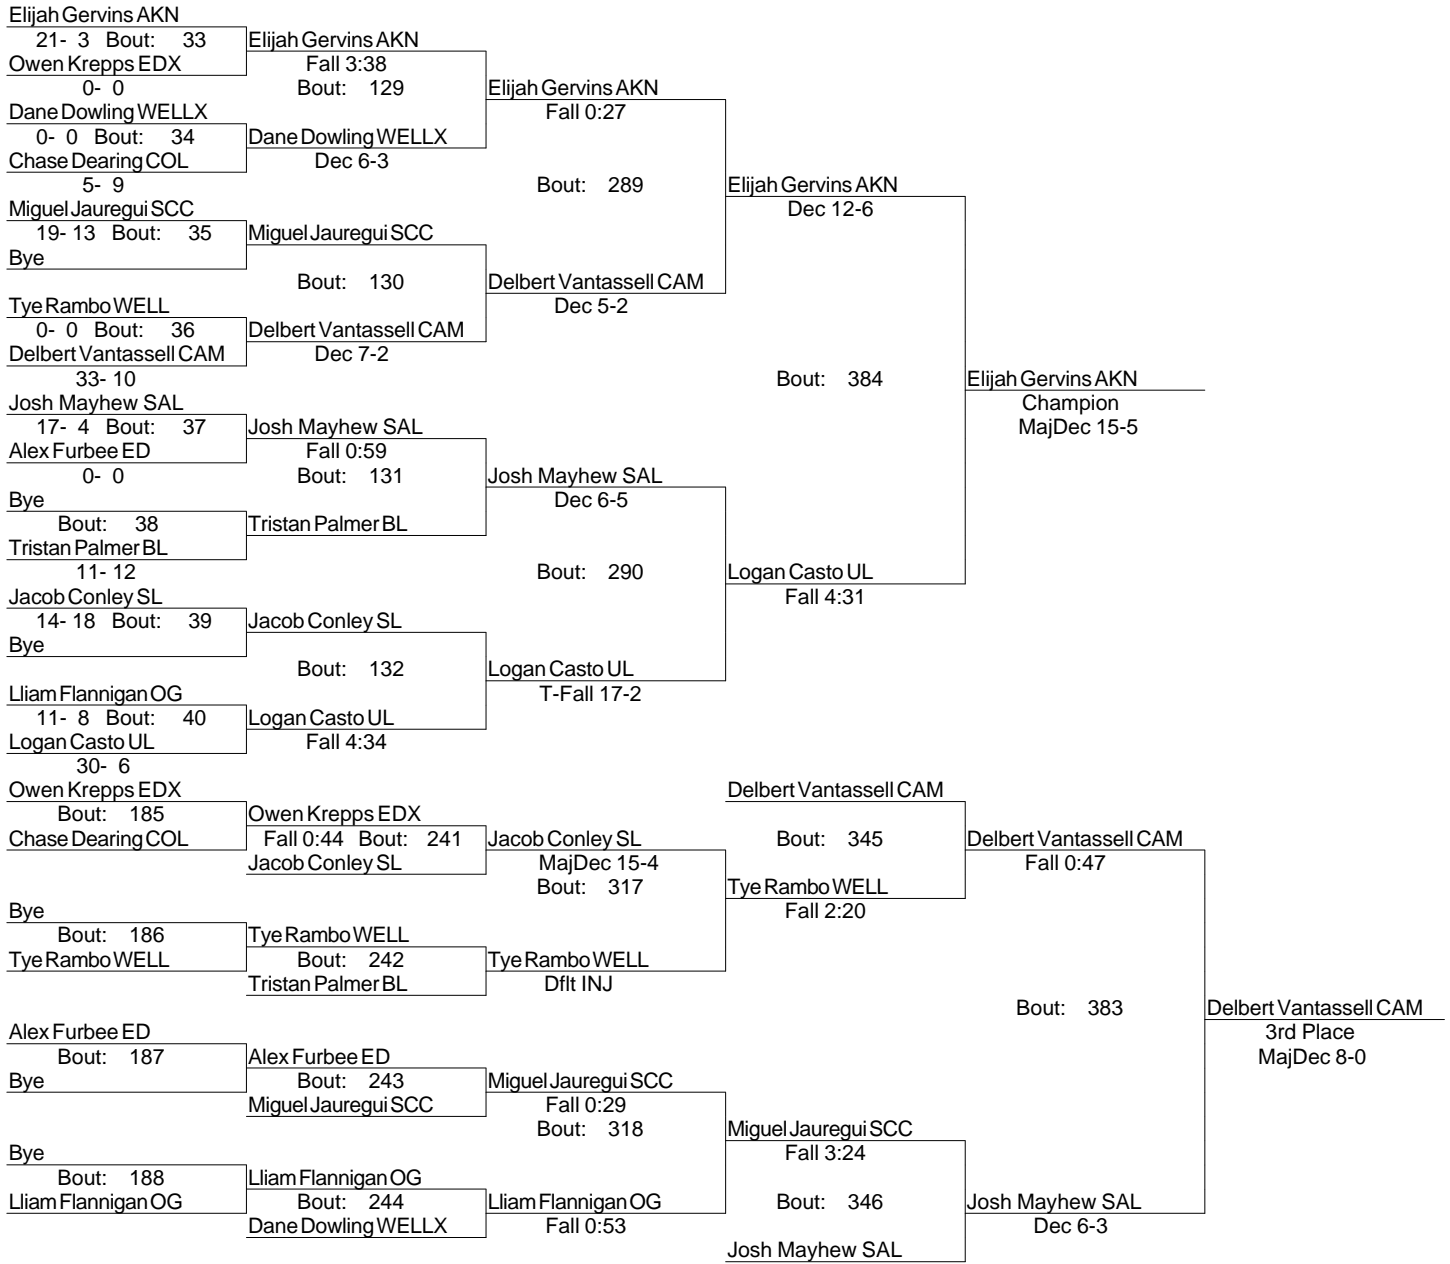 Elijah Gervins AKN
21- 3 Bout: 33 Elijah Gervins AKN
Owen Krepps EDX Fall 3:38
0- 0 Bout: 129 Elijah Gervins AKN
Dane Dowling WELLX Fall 0:27
0- 0 Bout: 34 Dane Dowling WELLX
Chase Dearing COL Dec 6-3
5- 9 Bout: 289 Elijah Gervins AKN
Miguel Jauregui SCC Dec 12-6
19- 13 Bout: 35 Miguel Jauregui SCC
Bye
Bout: 130 Delbert Vantassell CAM
Tye Rambo WELL Dec 5-2
0- 0 Bout: 36 Delbert Vantassell CAM
Delbert Vantassell CAM Dec 7-2
33- 10 Bout: 384 Elijah Gervins AKN
Josh Mayhew SAL Champion
17- 4 Bout: 37 Josh Mayhew SAL MajDec 15-5
Alex Furbee ED Fall 0:59
0- 0 Bout: 131 Josh Mayhew SAL
Bye Dec 6-5
Bout: 38 Tristan Palmer BL
Tristan Palmer BL
11- 12 Bout: 290 Logan Casto UL
Jacob Conley SL Fall 4:31
14- 18 Bout: 39 Jacob Conley SL
Bye
Bout: 132 Logan Casto UL
Lliam Flannigan OG T-Fall 17-2
11- 8 Bout: 40 Logan Casto UL
Logan Casto UL Fall 4:34
30- 6
Owen Krepps EDX Delbert Vantassell CAM
Bout: 185 Owen Krepps EDX
Chase Dearing COL Fall 0:44 Bout: 241 Jacob Conley SL Bout: 345 Delbert Vantassell CAM
Jacob Conley SL MajDec 15-4 Fall 0:47
Bout: 317 Tye Rambo WELL
Bye Fall 2:20
Bout: 186 Tye Rambo WELL
Tye Rambo WELL Bout: 242 Tye Rambo WELL
Tristan Palmer BL Dflt INJ
Bout: 383 Delbert Vantassell CAM
Alex Furbee ED 3rd Place
Bout: 187 Alex Furbee ED MajDec 8-0
Bye Bout: 243 Miguel Jauregui SCC
Miguel Jauregui SCC Fall 0:29
Bout: 318 Miguel Jauregui SCC
Bye Fall 3:24
Bout: 188 Lliam Flannigan OG
Lliam Flannigan OG Bout: 244 Lliam Flannigan OG Bout: 346 Josh Mayhew SAL
Dane Dowling WELLX Fall 0:53 Dec 6-3
Josh Mayhew SAL